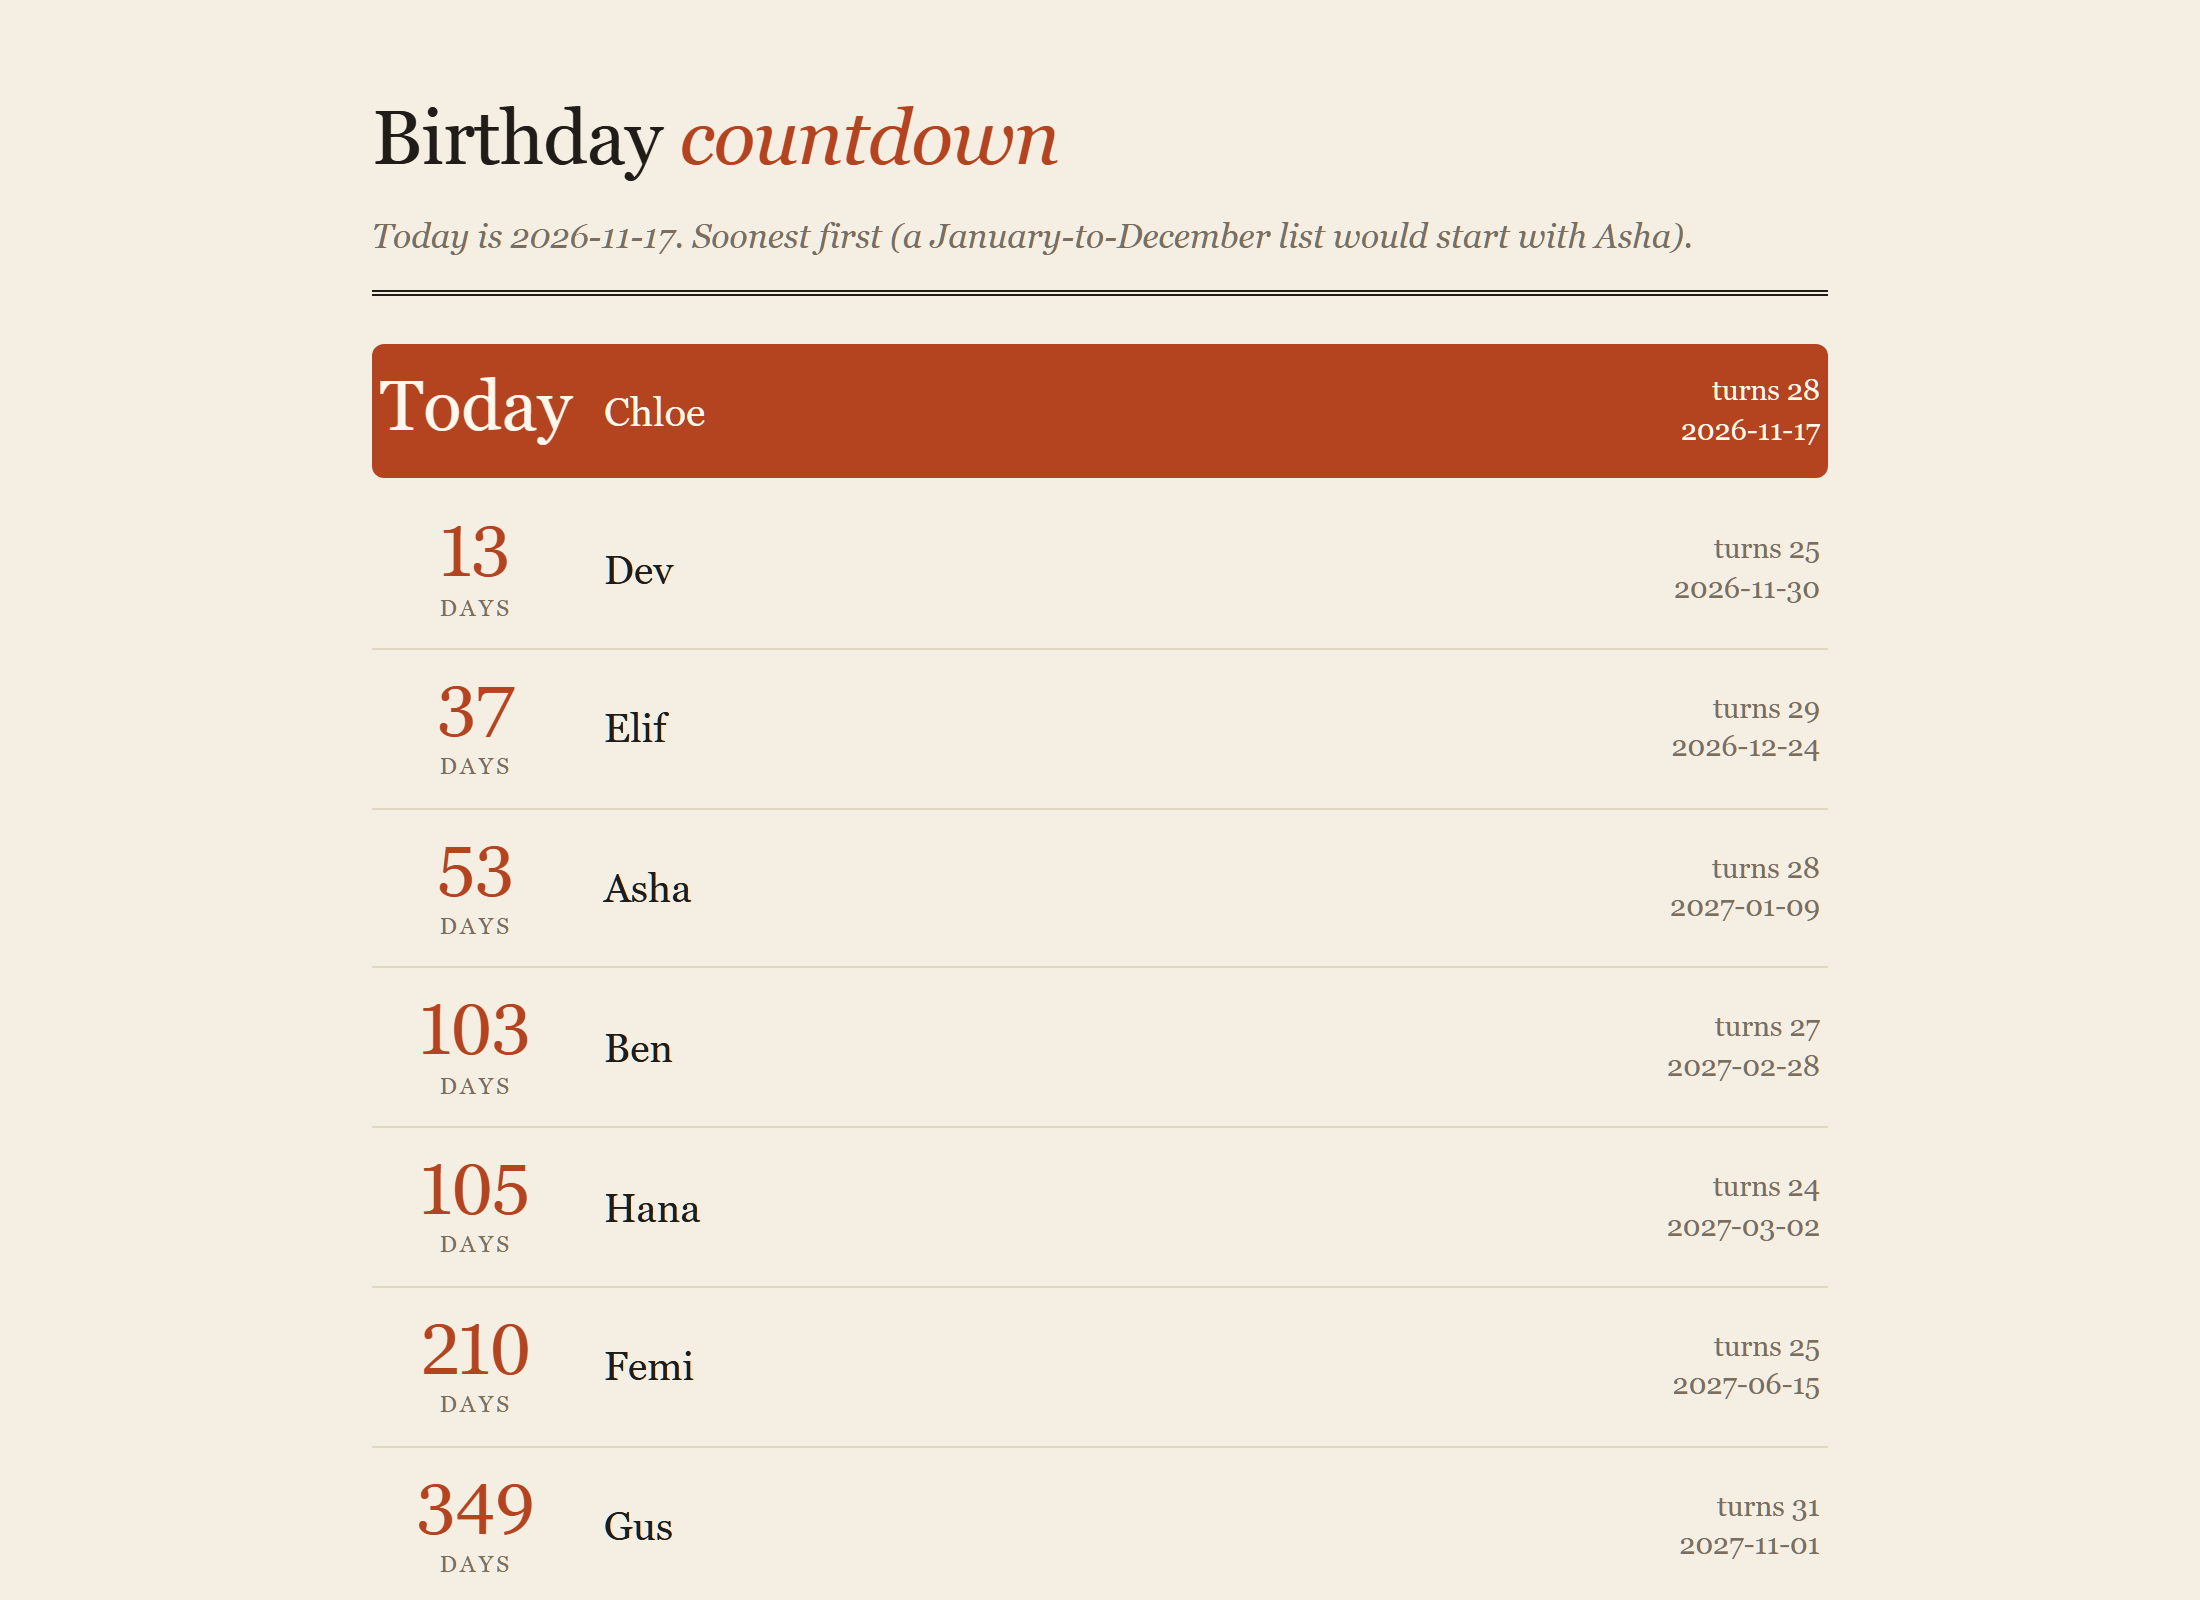 Birthday countdown
Today is 2026-11-17. Soonest first (a January-to-December list would start with Asha).
Today
Chloe
turns 28
2026-11-17
13
DAYS
Dev
turns 25
2026-11-30
37
DAYS
Elif
turns 29
2026-12-24
53
DAYS
Asha
turns 28
2027-01-09
103
DAYS
Ben
turns 27
2027-02-28
105
DAYS
Hana
turns 24
2027-03-02
210
DAYS
Femi
turns 25
2027-06-15
349
DAYS
Gus
turns 31
2027-11-01